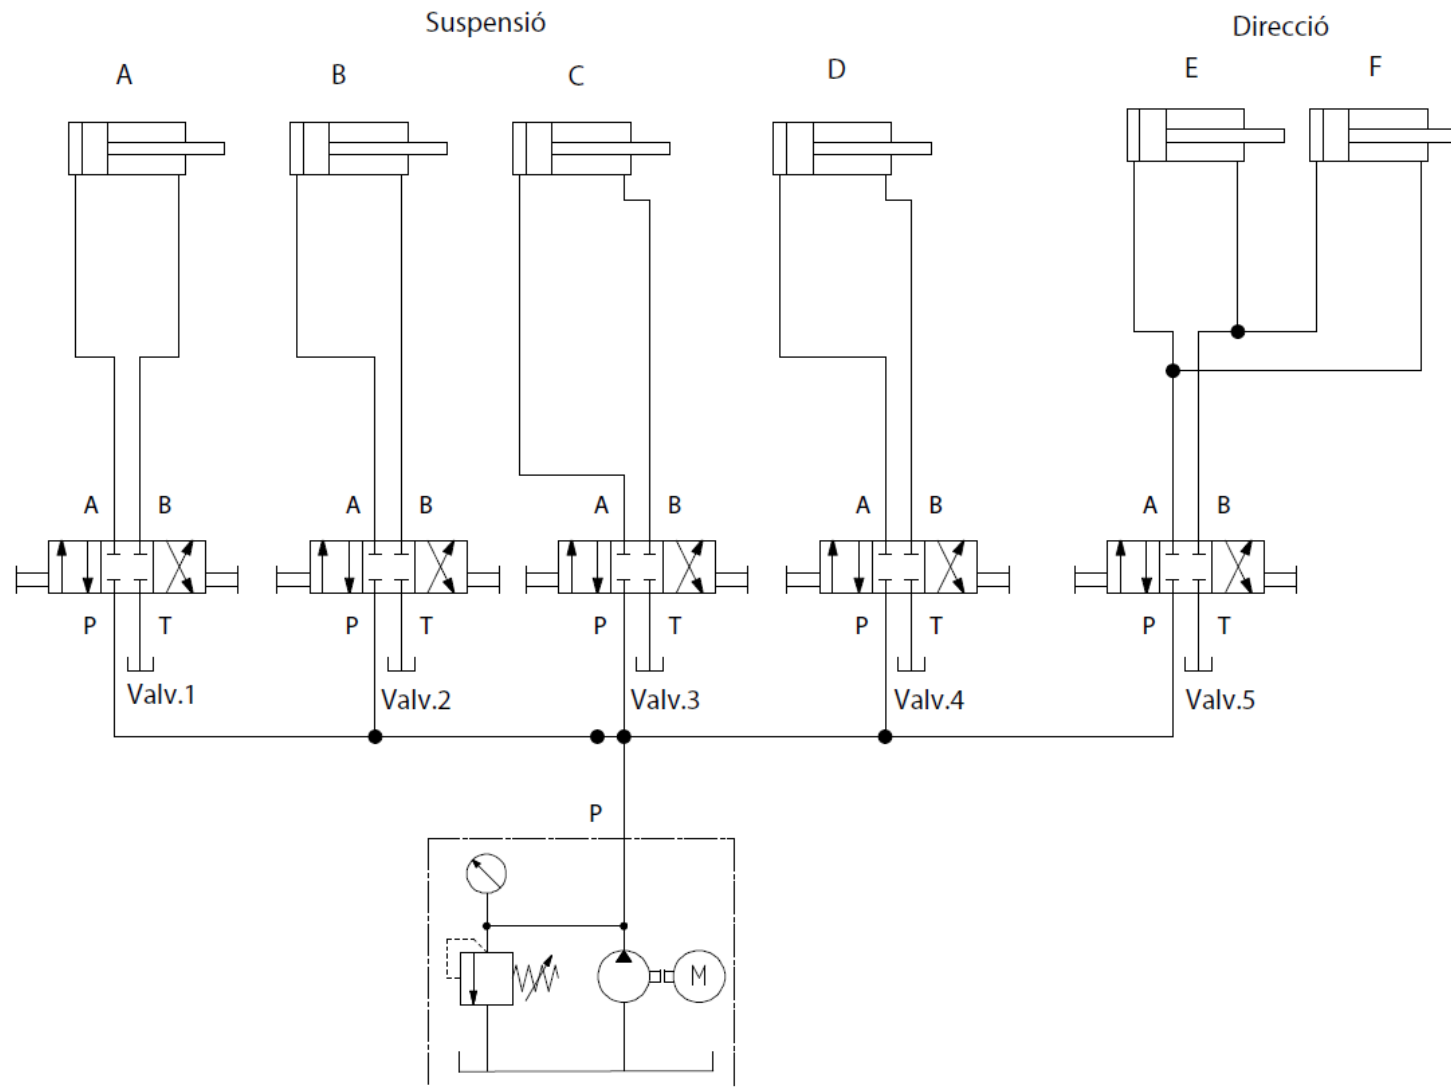 Suspensió
Direcció
A B C D E F
A B A B A B A B A B
P T P T P T P T P T
Valv.1 Valv.2 Valv.3 Valv.4 Valv.5
P
M